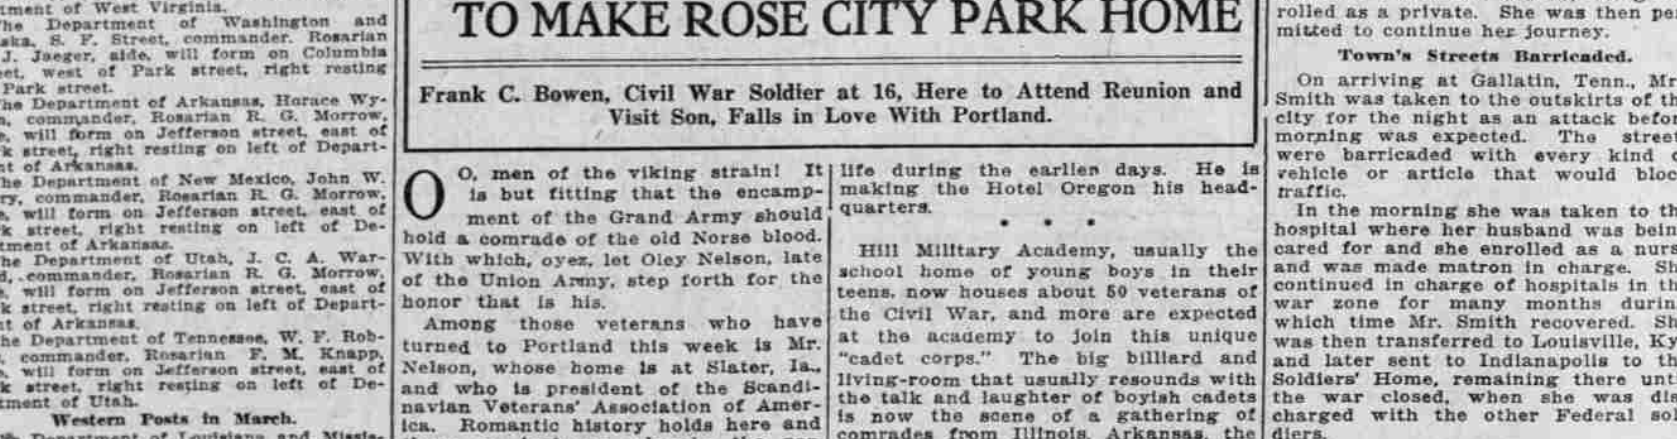 tment of West Virginia.
he Department of Washington and
aska, S. F. Street, commander. Rosarian
J. Jaeger, aide, will form on Columbia
eet, west of Park street, right resting
Park street.
he Department of Arkansas, Horace Wy-
commander, Rosarian R. G. Morrow,
will form on Jefferson street, east of
k street, right resting on left of Depart-
nt of Arkansas.
he Department of New Mexico, John W.
ry, commander, Rosarian R. G. Morrow,
will form on Jefferson street, east of
k street, right resting on left of De-
tment of Arkansas.
he Department of Utah, J. C. A. War-
d, commander, Rosarian R. G. Morrow,
will form on Jefferson street, east of
k street, right resting on left of Depart-
nt of Arkansas.
he Department of Tennessee, W. F. Rob-
commander, Rosarian F. M. Knapp,
will form on Jefferson street, east of
k street, right resting on left of De-
tment of Utah.
Western Posts in March.
Department of Louisiana and Missis-
TO MAKE ROSE CITY PARK HOME
Frank C. Bowen, Civil War Soldier at 16, Here to Attend Reunion and
Visit Son, Falls in Love With Portland.
O O, men of the viking strain! It
is but fitting that the encamp-
ment of the Grand Army should
hold a comrade of the old Norse blood.
With which, oyez, let Oley Nelson, late
of the Union Army, step forth for the
honor that is his.
Among those veterans who have
turned to Portland this week is Mr.
Nelson, whose home is at Slater, Ia.,
and who is president of the Scandi-
navian Veterans' Association of Amer-
ica. Romantic history holds here and
life during the earlier days. He is
making the Hotel Oregon his head-
quarters.
* * *
Hill Military Academy, usually the
school home of young boys in their
teens, now houses about 50 veterans of
the Civil War, and more are expected
at the academy to join this unique
"cadet corps." The big billiard and
living-room that usually resounds with
the talk and laughter of boyish cadets
is now the scene of a gathering of
comrades from Illinois, Arkansas, the
rolled as a private. She was then pe
mitted to continue her journey.
Town's Streets Barricaded.
On arriving at Gallatin, Tenn., Mr
Smith was taken to the outskirts of th
city for the night as an attack befor
morning was expected. The stree
were barricaded with every kind o
vehicle or article that would bloc
traffic.
In the morning she was taken to th
hospital where her husband was bein
cared for and she enrolled as a nurs
and was made matron in charge. Sh
continued in charge of hospitals in th
war zone for many months durin
which time Mr. Smith recovered. Sh
was then transferred to Louisville, Ky
and later sent to Indianapolis to th
Soldiers' Home, remaining there unt
the war closed, when she was dis
charged with the other Federal sol
diers.